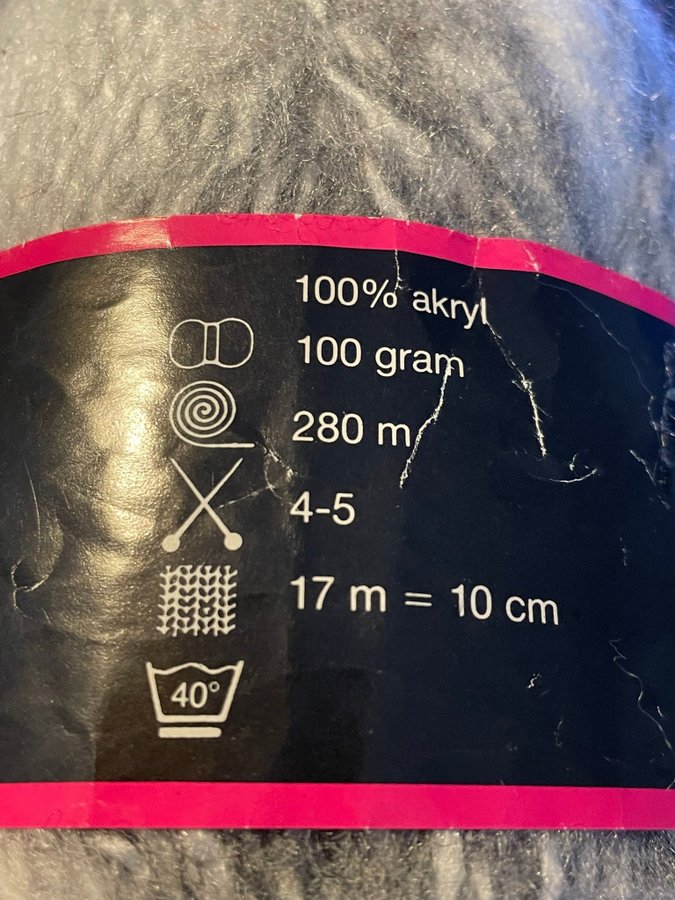 100% akryl
100 gram
280 m
4-5
17 m = 10 cm
40°